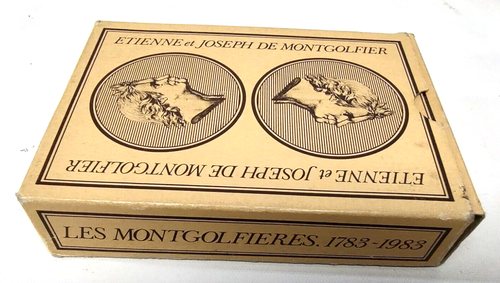 ETIENNE et JOSEPH DE MONTGOLFIER
ETIENNE et JOSEPH DE MONTGOLFIER
LES MONTGOLFIERES. 1783-1983